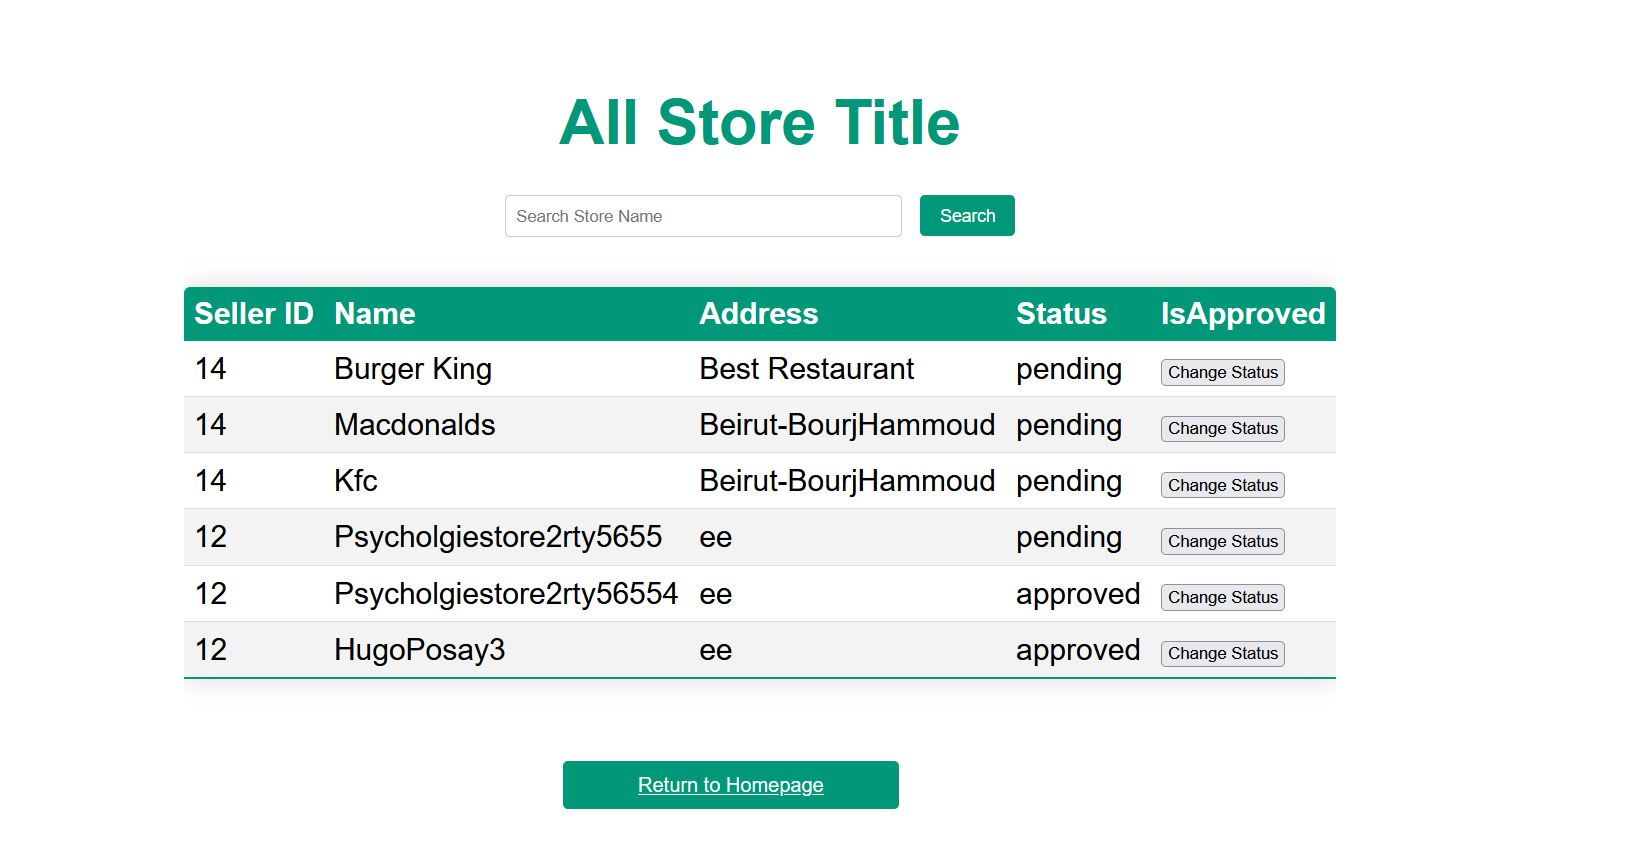 All Store Title
Search Store Name Search
Seller ID Name Address Status IsApproved
14 Burger King Best Restaurant pending Change Status
14 Macdonalds Beirut-BourjHammoud pending Change Status
14 Kfc Beirut-BourjHammoud pending Change Status
12 Psycholgiestore2rty5655 ee pending Change Status
12 Psycholgiestore2rty56554 ee approved Change Status
12 HugoPosay3 ee approved Change Status
Return to Homepage